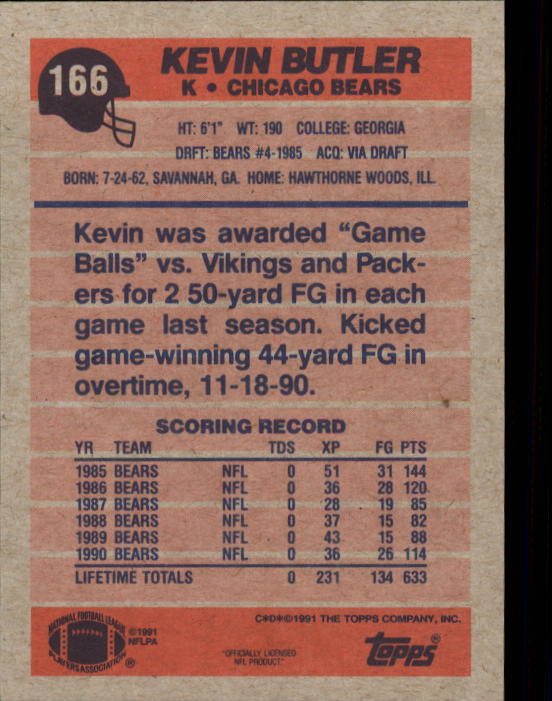 166
KEVIN BUTLER
K • CHICAGO BEARS
HT: 6'1" WT: 190 COLLEGE: GEORGIA
DRFT: BEARS #4-1985 ACQ: VIA DRAFT
BORN: 7-24-62, SAVANNAH, GA. HOME: HAWTHORNE WOODS, ILL.
Kevin was awarded “Game
Balls” vs. Vikings and Pack-
ers for 2 50-yard FG in each
game last season. Kicked
game-winning 44-yard FG in
overtime, 11-18-90.
SCORING RECORD
YR TEAM TDS XP FG PTS
1985 BEARS NFL 0 51 31 144
1986 BEARS NFL 0 36 28 120
1987 BEARS NFL 0 28 19 85
1988 BEARS NFL 0 37 15 82
1989 BEARS NFL 0 43 15 88
1990 BEARS NFL 0 36 26 114
LIFETIME TOTALS 0 231 134 633
NATIONAL FOOTBALL LEAGUE
PLAYERS ASSOCIATION
®
©1991
NFLPA
C*D*©1991 THE TOPPS COMPANY, INC.
"OFFICIALLY LICENSED
NFL PRODUCT"
topps®